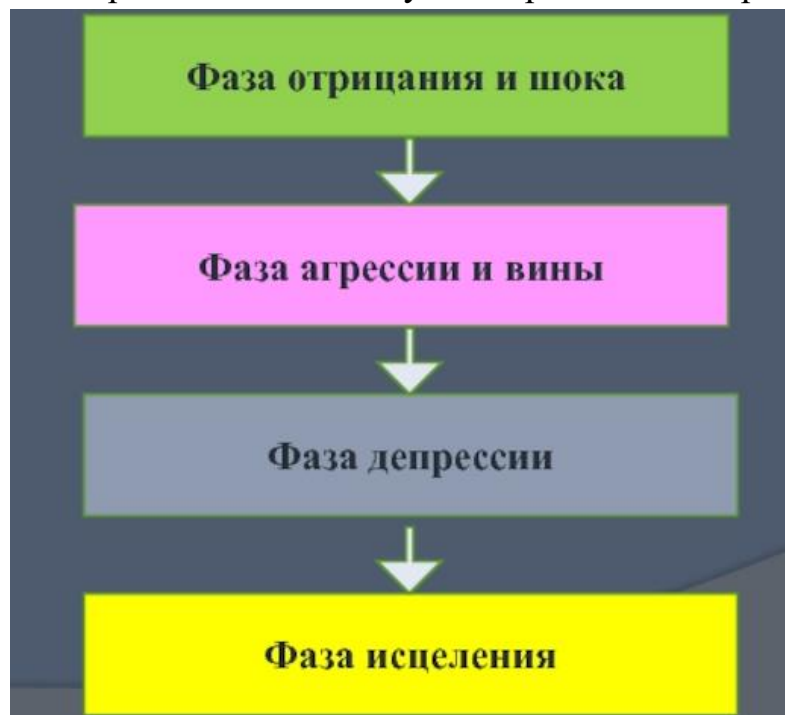 Фаза отрицания и шока
Фаза агрессии и вины
Фаза депрессии
Фаза исцеления